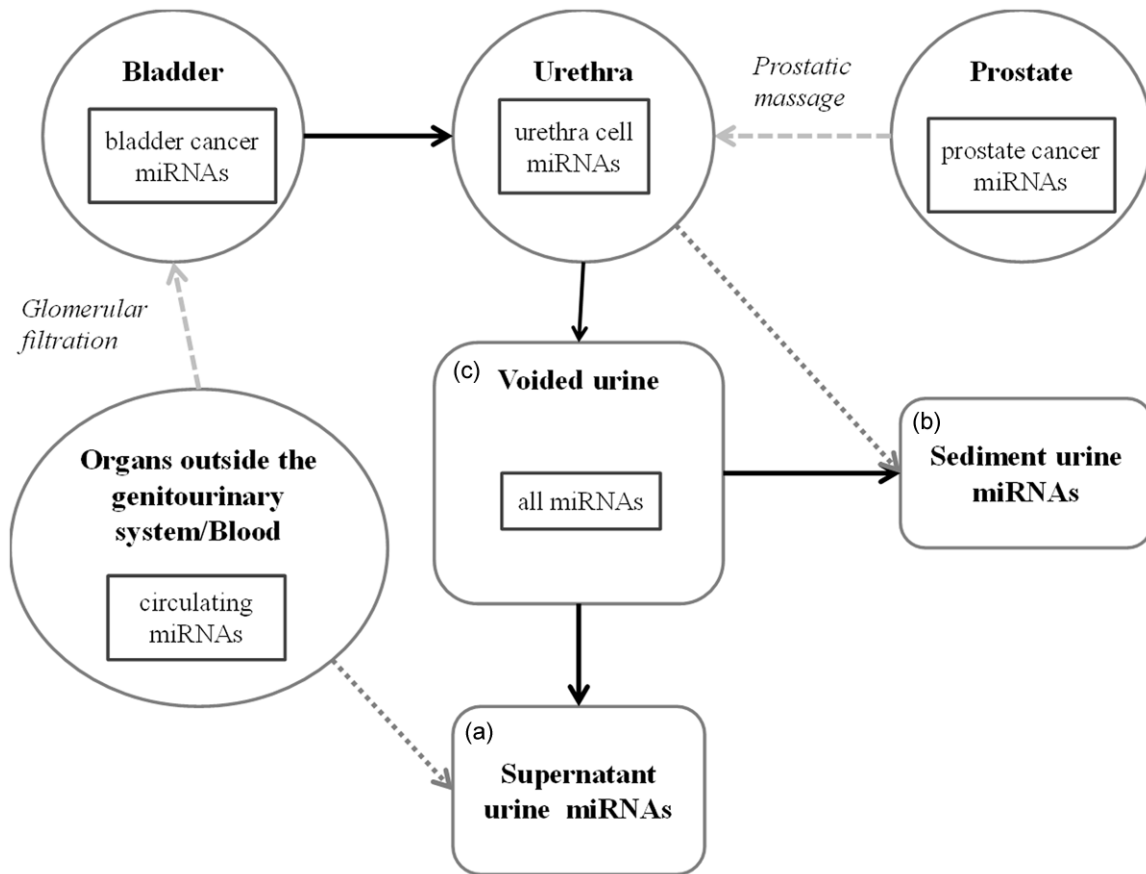 Bladder
bladder cancer
miRNAs
Urethra
urethra cell
miRNAs
Prostatic
massage
Prostate
prostate cancer
miRNAs
Glomerular
filtration
(c)
Voided urine
all miRNAs
(b)
Sediment urine
miRNAs
Organs outside the
genitourinary
system/Blood
circulating
miRNAs
(a)
Supernatant
urine miRNAs